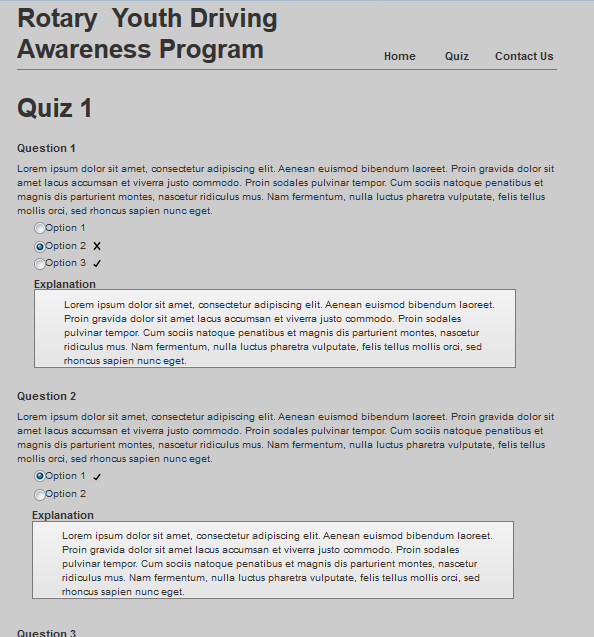 Rotary Youth Driving
Awareness Program
Home Quiz Contact Us
Quiz 1
Question 1
Lorem ipsum dolor sit amet, consectetur adipiscing elit. Aenean euismod bibendum laoreet. Proin gravida dolor sit
amet lacus accumsan et viverra justo commodo. Proin sodales pulvinar tempor. Cum sociis natoque penatibus et
magnis dis parturient montes, nascetur ridiculus mus. Nam fermentum, nulla luctus pharetra vulputate, felis tellus
mollis orci, sed rhoncus sapien nunc eget.
Option 1
Option 2
Option 3
Explanation
Lorem ipsum dolor sit amet, consectetur adipiscing elit. Aenean euismod bibendum laoreet.
Proin gravida dolor sit amet lacus accumsan et viverra justo commodo. Proin sodales
pulvinar tempor. Cum sociis natoque penatibus et magnis dis parturient montes, nascetur
ridiculus mus. Nam fermentum, nulla luctus pharetra vulputate, felis tellus mollis orci, sed
rhoncus sapien nunc eget.
Question 2
Lorem ipsum dolor sit amet, consectetur adipiscing elit. Aenean euismod bibendum laoreet. Proin gravida dolor sit
amet lacus accumsan et viverra justo commodo. Proin sodales pulvinar tempor. Cum sociis natoque penatibus et
magnis dis parturient montes, nascetur ridiculus mus. Nam fermentum, nulla luctus pharetra vulputate, felis tellus
mollis orci, sed rhoncus sapien nunc eget.
Option 1
Option 2
Explanation
Lorem ipsum dolor sit amet, consectetur adipiscing elit. Aenean euismod bibendum laoreet.
Proin gravida dolor sit amet lacus accumsan et viverra justo commodo. Proin sodales
pulvinar tempor. Cum sociis natoque penatibus et magnis dis parturient montes, nascetur
ridiculus mus. Nam fermentum, nulla luctus pharetra vulputate, felis tellus mollis orci, sed
rhoncus sapien nunc eget.
Question 3